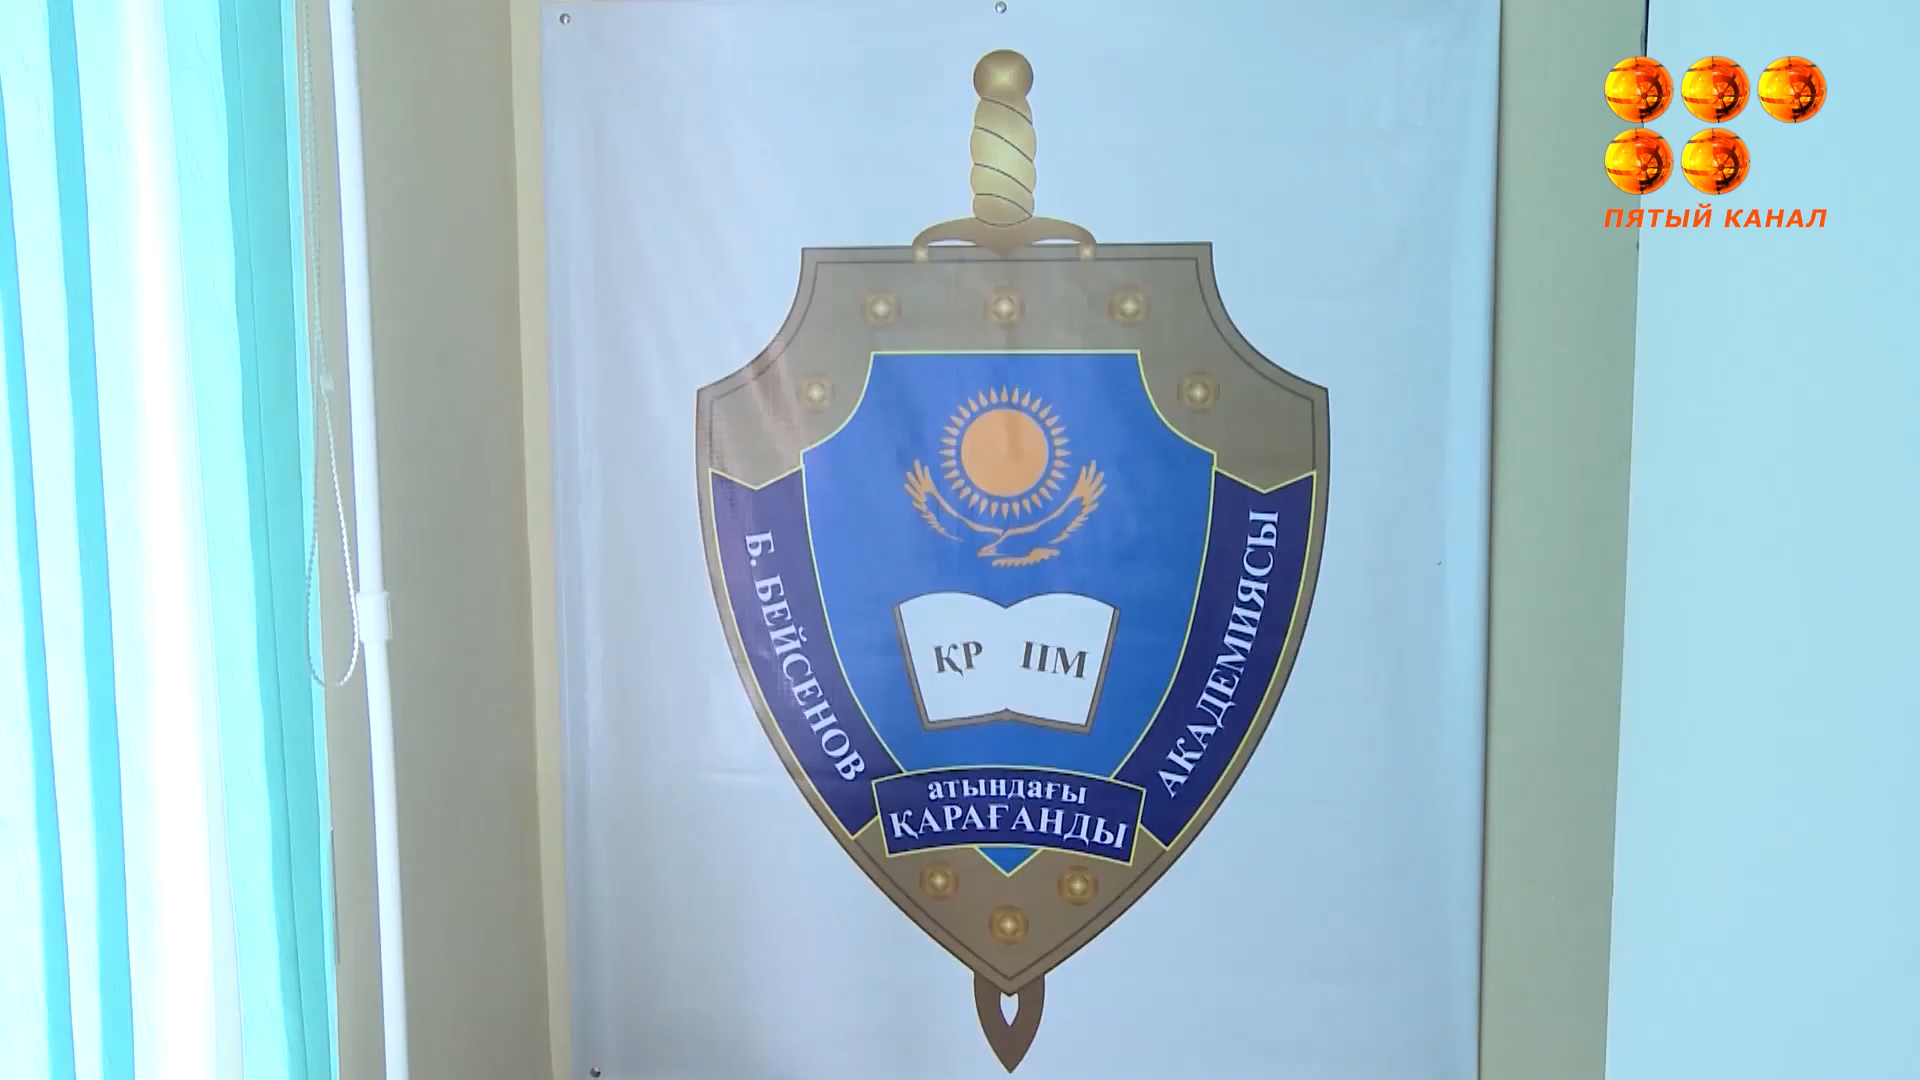 ПЯТЫЙ КАНАЛ
Б. БЕЙСЕНОВ
АКАДЕМИЯСЫ
ҚР ІІМ
атындағы
ҚАРАҒАНДЫ